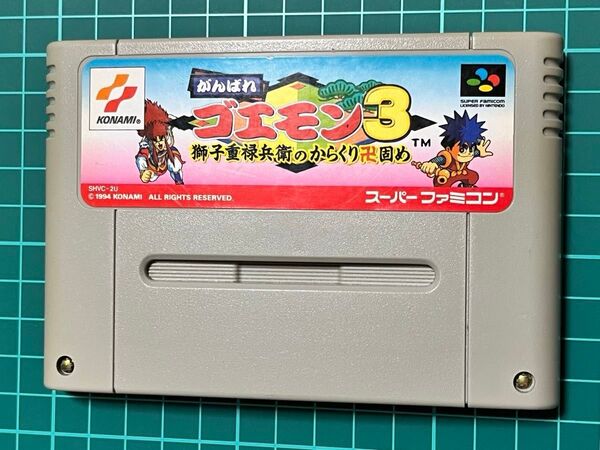 KONAMI®
がんばれ
ゴエモン3
TM
獅子重禄兵衛のからくり卍固め
SUPER FAMICOM
LICENSED BY NINTENDO
SHVC-2U
© 1994 KONAMI ALL RIGHTS RESERVED.
スーパーファミコン®